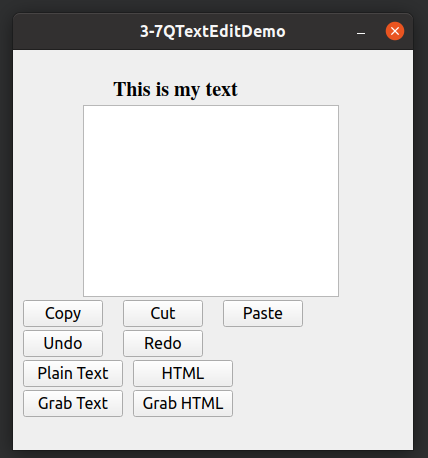 3-7QTextEditDemo
This is my text
Copy Cut Paste
Undo Redo
Plain Text HTML
Grab Text Grab HTML